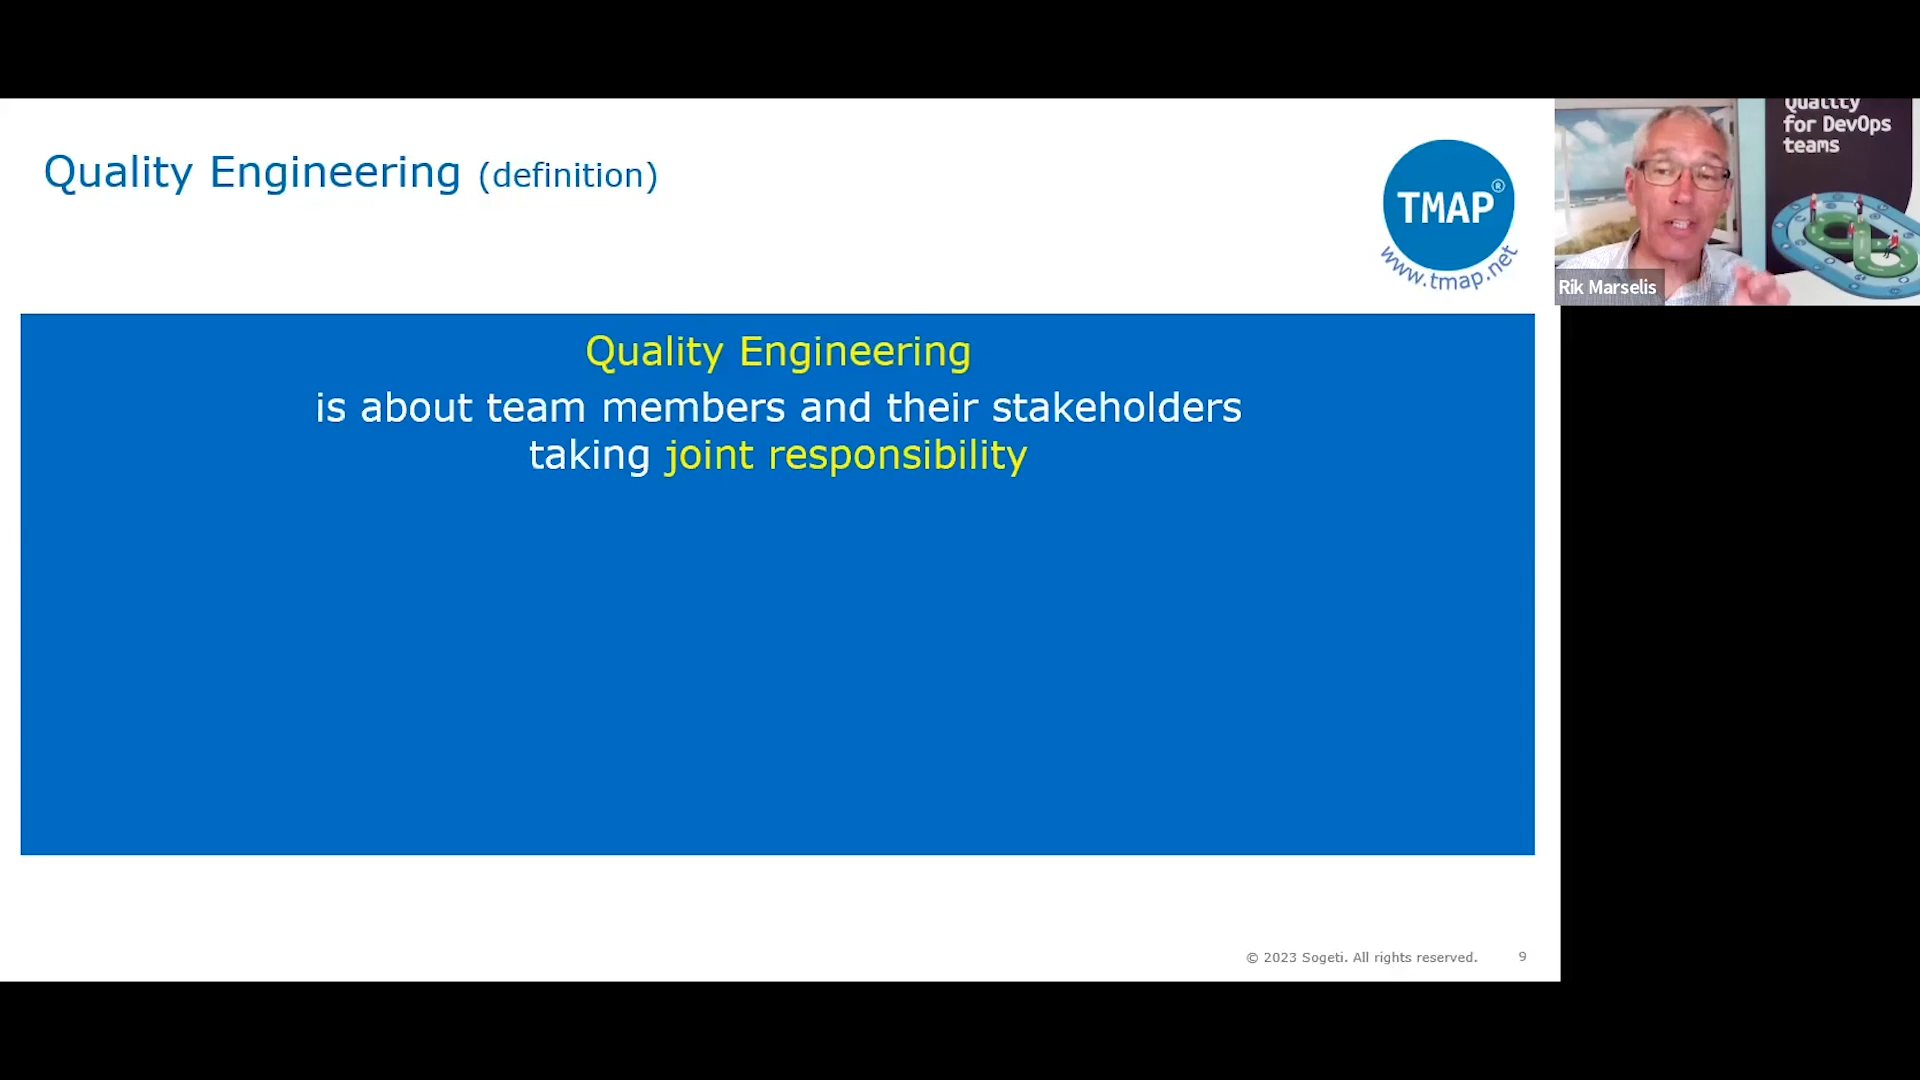 Quality Engineering (definition)
TMAP®
www.tmap.net
Quality
for DevOps
teams
Rik Marselis
Quality Engineering
is about team members and their stakeholders
taking joint responsibility
© 2023 Sogeti. All rights reserved.
9